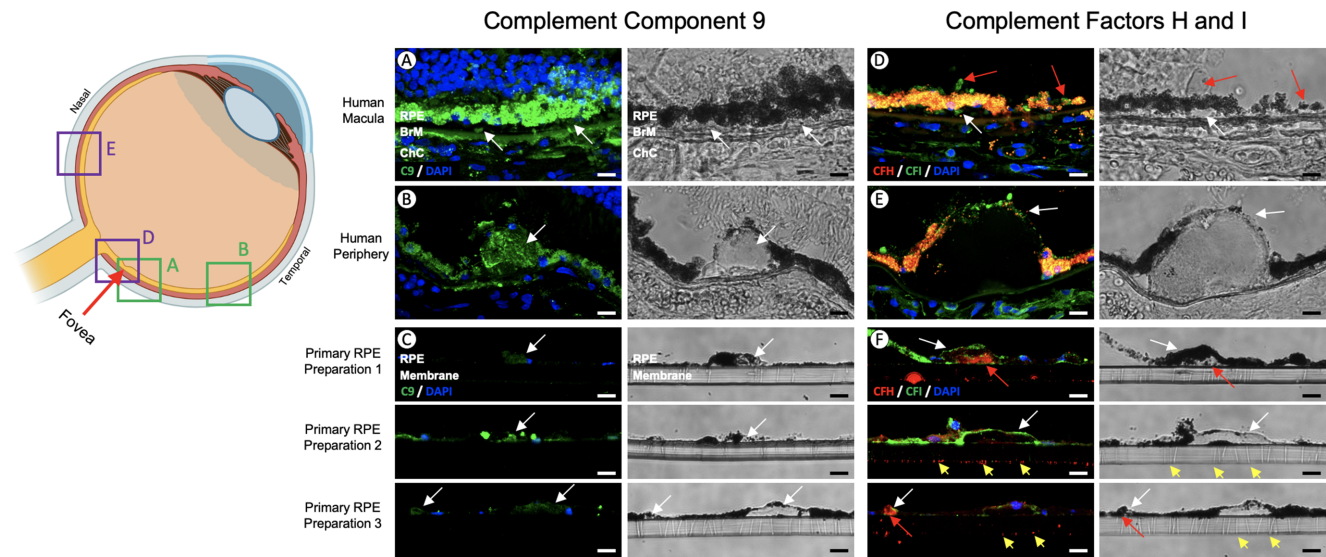 Complement Component 9
Complement Factors H and I
Nasal
E
D
A
B
Temporal
Fovea
Human
Macula
A
RPE
BrM
ChC
C9 / DAPI
RPE
BrM
ChC
D
CFH / CFI / DAPI
Human
Periphery
B
E
Primary RPE
Preparation 1
C
RPE
Membrane
C9 / DAPI
RPE
Membrane
F
CFH / CFI / DAPI
Primary RPE
Preparation 2
Primary RPE
Preparation 3